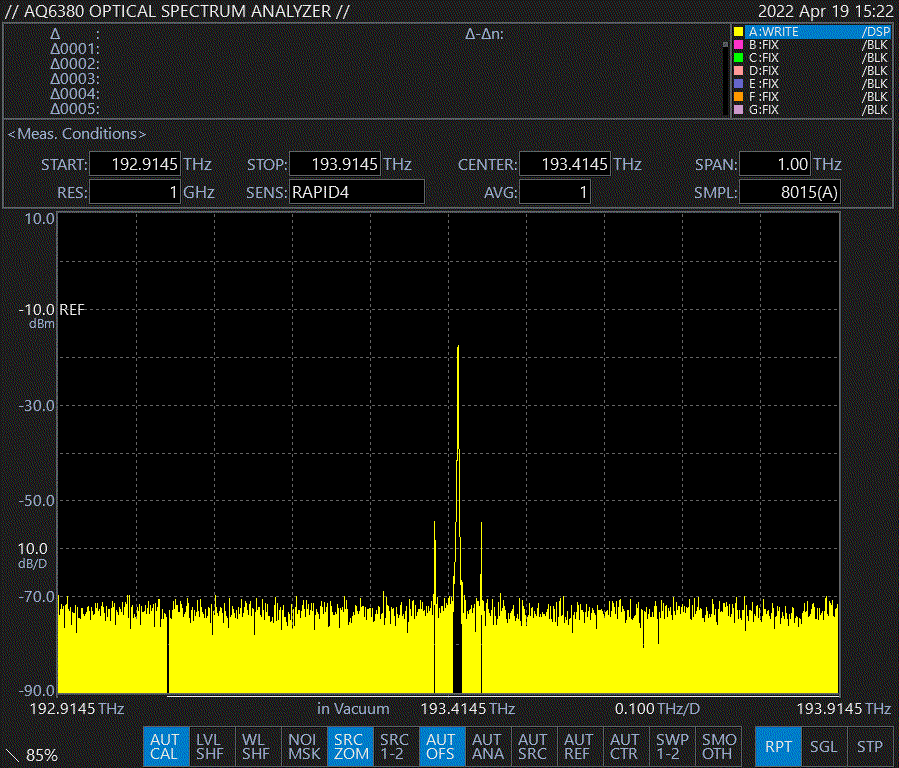 // AQ6380 OPTICAL SPECTRUM ANALYZER // 2022 Apr 19 15:22
Δ : Δ-Δn:
Δ0001:
Δ0002:
Δ0003:
Δ0004:
Δ0005:
A:WRITE /DSP
B:FIX /BLK
C:FIX /BLK
D:FIX /BLK
E:FIX /BLK
F:FIX /BLK
G:FIX /BLK
<Meas. Conditions>
START: 192.9145 THz STOP: 193.9145 THz CENTER: 193.4145 THz SPAN: 1.00 THz
RES: 1 GHz SENS: RAPID4 AVG: 1 SMPL: 8015(A)
10.0
-10.0 REF
dBm
-30.0
-50.0
10.0
dB/D
-70.0
-90.0
192.9145 THz in Vacuum 193.4145 THz 0.100 THz/D 193.9145 THz
85%
AUT CAL
LVL SHF
WL SHF
NOI MSK
SRC ZOM
SRC 1-2
AUT OFS
AUT ANA
AUT SRC
AUT REF
AUT CTR
SWP 1-2
SMO OTH
RPT
SGL
STP